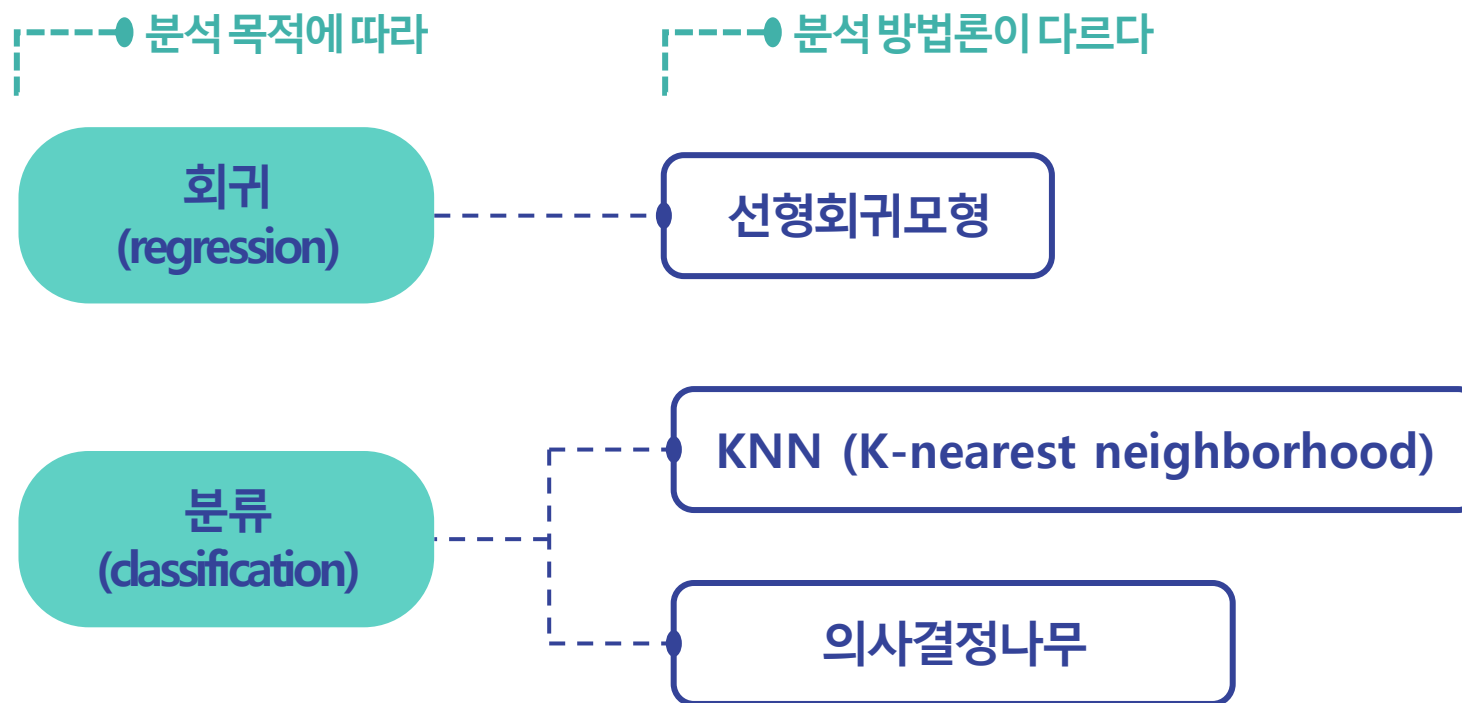 분석 목적에 따라
분석 방법론이 다르다
회귀
(regression)
선형회귀모형
KNN (K-nearest neighborhood)
분류
(classification)
의사결정나무